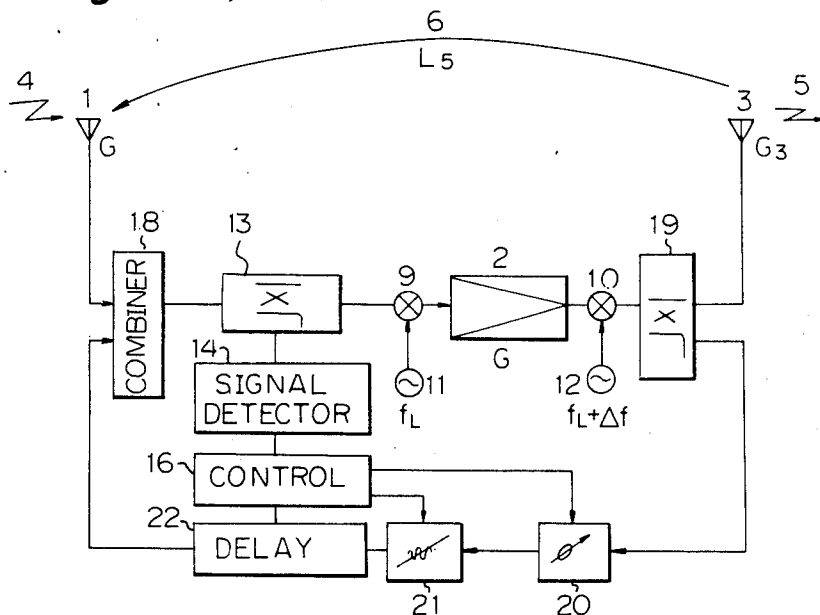 6
L5
4
1
G
3
5
G3
18
COMBINER
13
9
2
10
19
G
11
fL
12
fL+Δf
14
SIGNAL
DETECTOR
16
CONTROL
22
DELAY
21
20